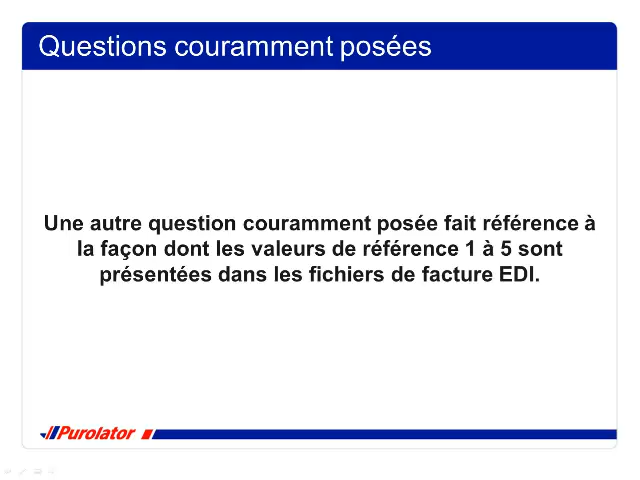 Questions couramment posées
Une autre question couramment posée fait référence à
la façon dont les valeurs de référence 1 à 5 sont
présentées dans les fichiers de facture EDI.
Purolator